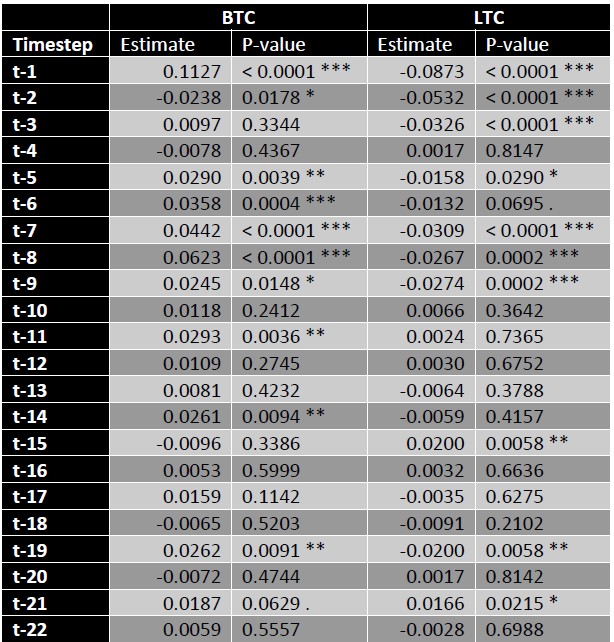 BTC LTC
Timestep Estimate P-value Estimate P-value
t-1 0.1127 < 0.0001 *** -0.0873 < 0.0001 ***
t-2 -0.0238 0.0178 * -0.0532 < 0.0001 ***
t-3 0.0097 0.3344 -0.0326 < 0.0001 ***
t-4 -0.0078 0.4367 0.0017 0.8147
t-5 0.0290 0.0039 ** -0.0158 0.0290 *
t-6 0.0358 0.0004 *** -0.0132 0.0695 .
t-7 0.0442 < 0.0001 *** -0.0309 < 0.0001 ***
t-8 0.0623 < 0.0001 *** -0.0267 0.0002 ***
t-9 0.0245 0.0148 * -0.0274 0.0002 ***
t-10 0.0118 0.2412 0.0066 0.3642
t-11 0.0293 0.0036 ** 0.0024 0.7365
t-12 0.0109 0.2745 0.0030 0.6752
t-13 0.0081 0.4232 -0.0064 0.3788
t-14 0.0261 0.0094 ** -0.0059 0.4157
t-15 -0.0096 0.3386 0.0200 0.0058 **
t-16 0.0053 0.5999 0.0032 0.6636
t-17 0.0159 0.1142 -0.0035 0.6275
t-18 -0.0065 0.5203 -0.0091 0.2102
t-19 0.0262 0.0091 ** -0.0200 0.0058 **
t-20 -0.0072 0.4744 0.0017 0.8142
t-21 0.0187 0.0629 . 0.0166 0.0215 *
t-22 0.0059 0.5557 -0.0028 0.6988